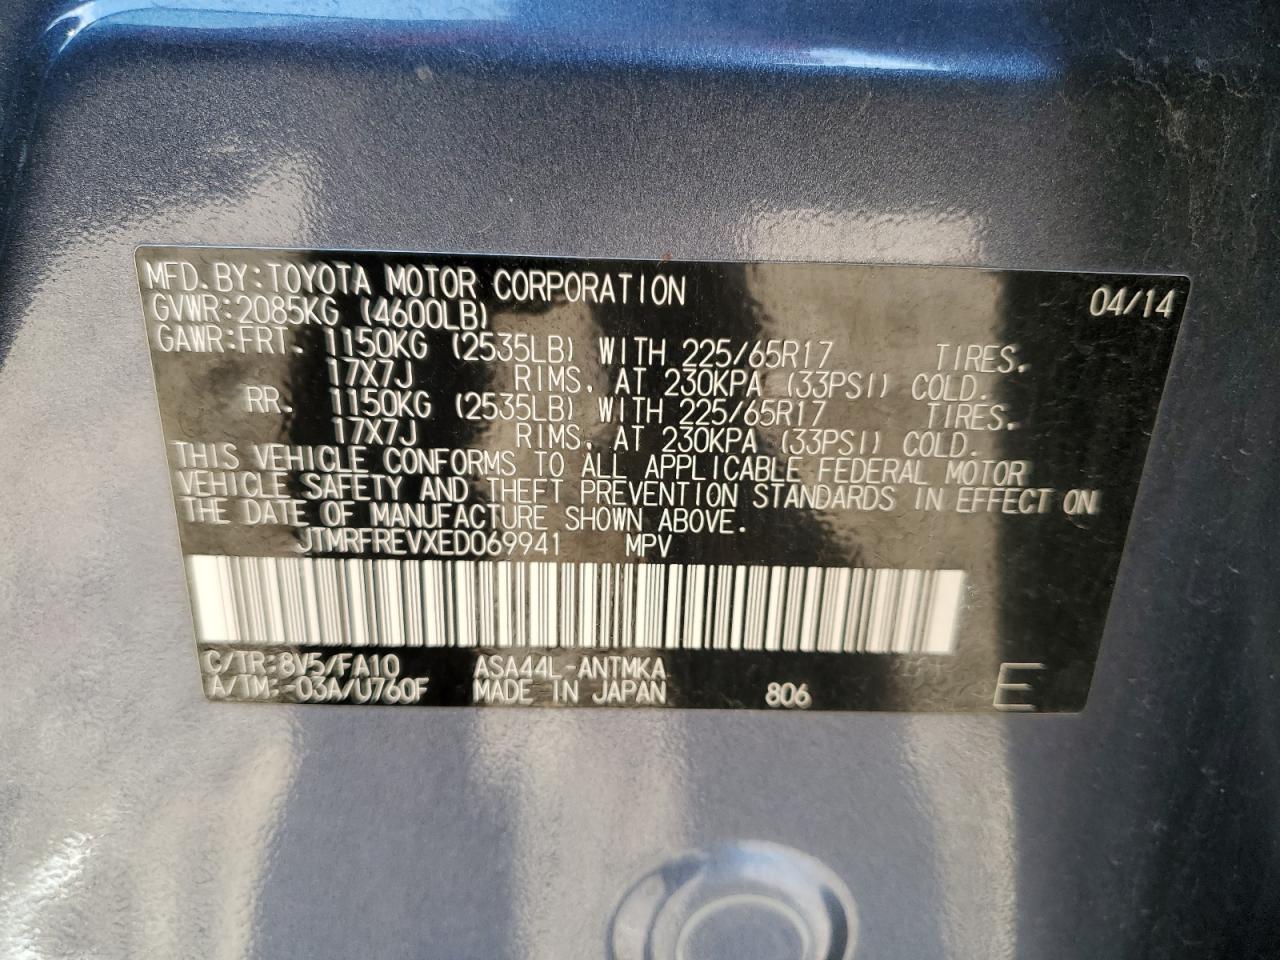 MFD. BY: TOYOTA MOTOR CORPORATION 04/14
GVWR: 2085KG (4600LB)
GAWR: FRT. 1150KG (2535LB) WITH 225/65R17 TIRES.
17X7J RIMS, AT 230KPA (33PSI) COLD.
RR. 1150KG (2535LB) WITH 225/65R17 TIRES.
17X7J RIMS, AT 230KPA (33PSI) COLD.
THIS VEHICLE CONFORMS TO ALL APPLICABLE FEDERAL MOTOR
VEHICLE SAFETY AND THEFT PREVENTION STANDARDS IN EFFECT ON
THE DATE OF MANUFACTURE SHOWN ABOVE.
JTMRFREVXED069941 MPV
C/TR: 8V5/FA10 ASA44L-ANTMKA
A/TM: -03A/U760F MADE IN JAPAN 806 E